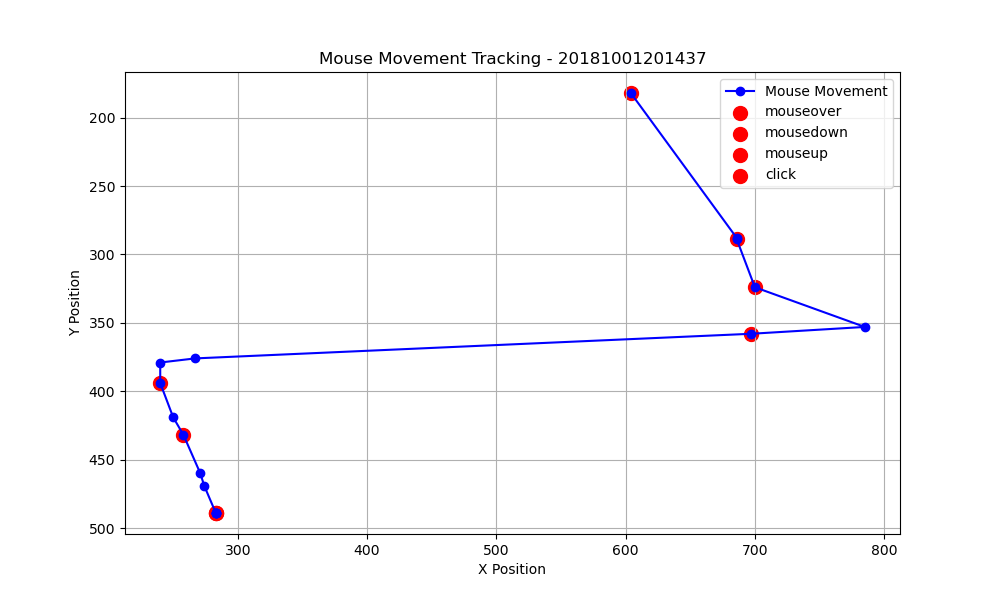 Mouse Movement Tracking - 20181001201437
Mouse Movement
mouseover
mousedown
mouseup
click
Y Position
200
250
300
350
400
450
500
300 400 500 600 700 800
X Position